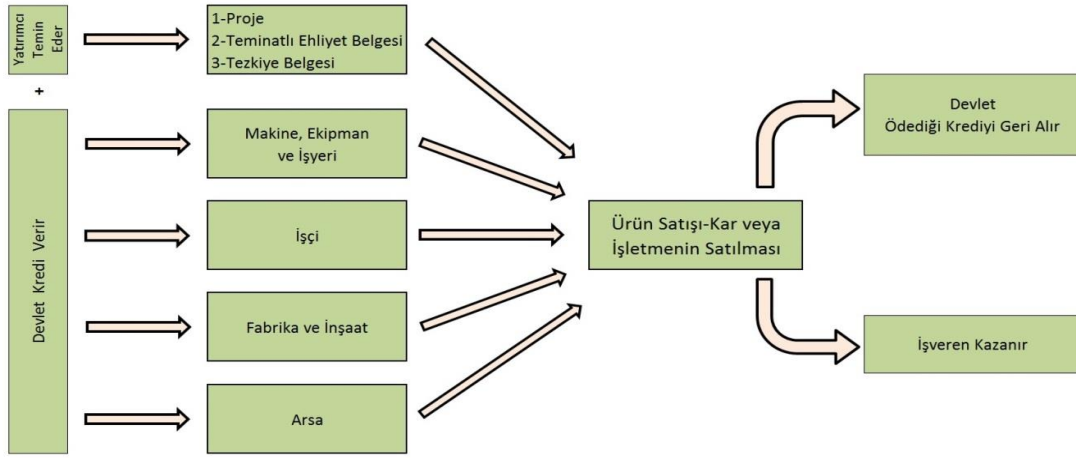 Yatırımcı
Temin
Eder
1-Proje
2-Teminatlı Ehliyet Belgesi
3-Tezkiye Belgesi
+
Devlet Kredi Verir
Makine, Ekipman
ve İşyeri
İşçi
Fabrika ve İnşaat
Arsa
Ürün Satışı-Kar veya
İşletmenin Satılması
Devlet
Ödediği Krediyi Geri Alır
İşveren Kazanır